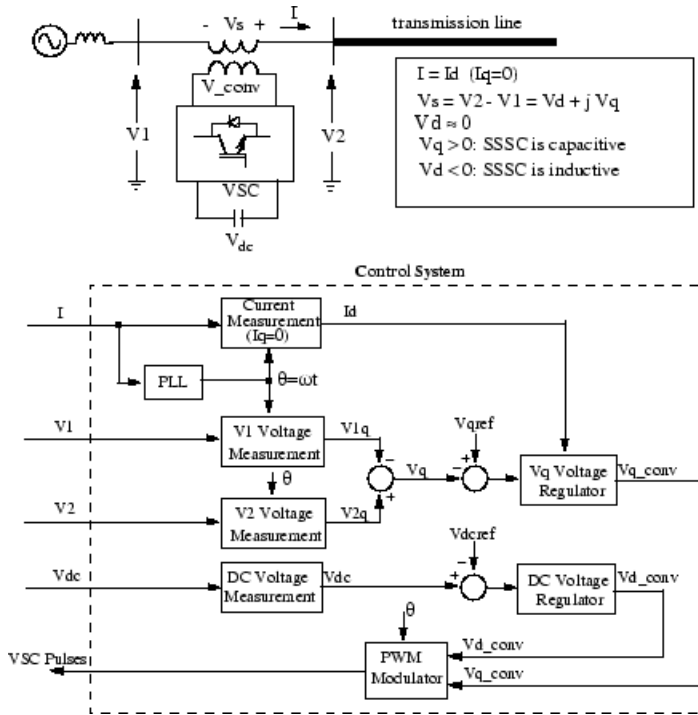 - Vs +
I
transmission line
V_conv
V1
V2
VSC
Vdc
I = Id (Iq=0)
Vs = V2 - V1 = Vd + j Vq
Vd ≈ 0
Vq > 0: SSSC is capacitive
Vd < 0: SSSC is inductive
Control System
I
Current
Measurement
(Iq=0)
Id
PLL
θ=ωt
V1
V1 Voltage
Measurement
V1q
Vqref
θ
-
+
Vq
-
+
Vq Voltage
Regulator
Vq_conv
V2
V2 Voltage
Measurement
V2q
Vdcref
Vdc
DC Voltage
Measurement
Vdc
+
-
DC Voltage
Regulator
Vd_conv
θ
VSC Pulses
PWM
Modulator
Vd_conv
Vq_conv